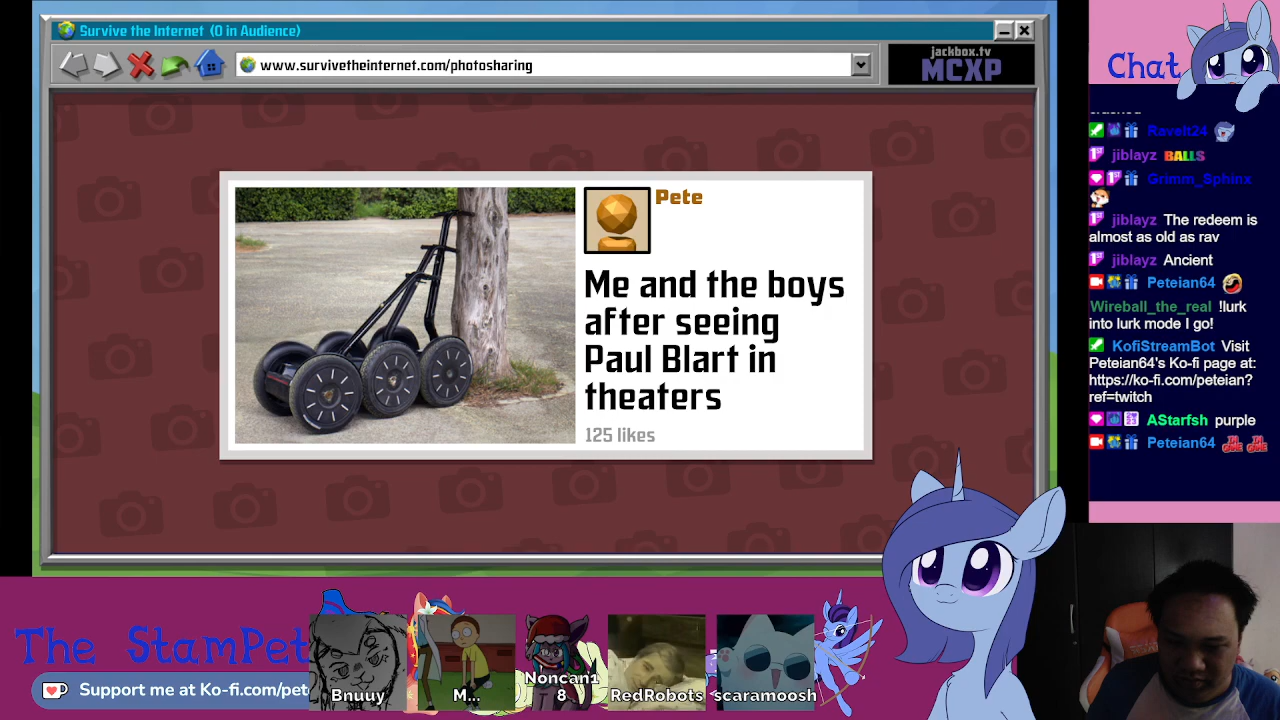 Survive the Internet (0 in Audience)
www.survivetheinternet.com/photosharing
jackbox.tv
MCXP
Pete
Me and the boys
after seeing
Paul Blart in
theaters
125 likes
Chat
RaveIt24
jiblayz BALLS
Grimm_Sphinx
jiblayz The redeem is
almost as old as rav
jiblayz Ancient
Peteian64
Wireball_the_real !lurk
into lurk mode I go!
KofiStreamBot Visit
Peteian64's Ko-fi page at:
https://ko-fi.com/peteian?
ref=twitch
AStarfsh purple
Peteian64
The StamPet
Support me at Ko-fi.com/pet
Bnuuy
M...
Noncan1
8
RedRobots
scaramoosh